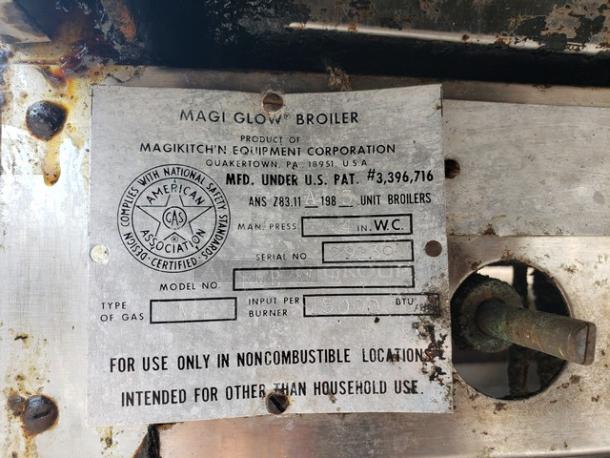 MAGI GLOW® BROILER
PRODUCT OF
MAGIKITCH'N EQUIPMENT CORPORATION
QUAKERTOWN, PA. 18951, U.S.A
MFD. UNDER U.S. PAT. #3,396,716
ANS Z83.11 198 UNIT BROILERS
DESIGN COMPLIES WITH NATIONAL SAFETY STANDARDS
AMERICAN
GAS
ASSOCIATION
CERTIFIED
MAN. PRESS. IN. W.C.
SERIAL NO
MODEL NO.
TYPE OF GAS
INPUT PER BURNER BTU
FOR USE ONLY IN NONCOMBUSTIBLE LOCATIONS
INTENDED FOR OTHER THAN HOUSEHOLD USE.